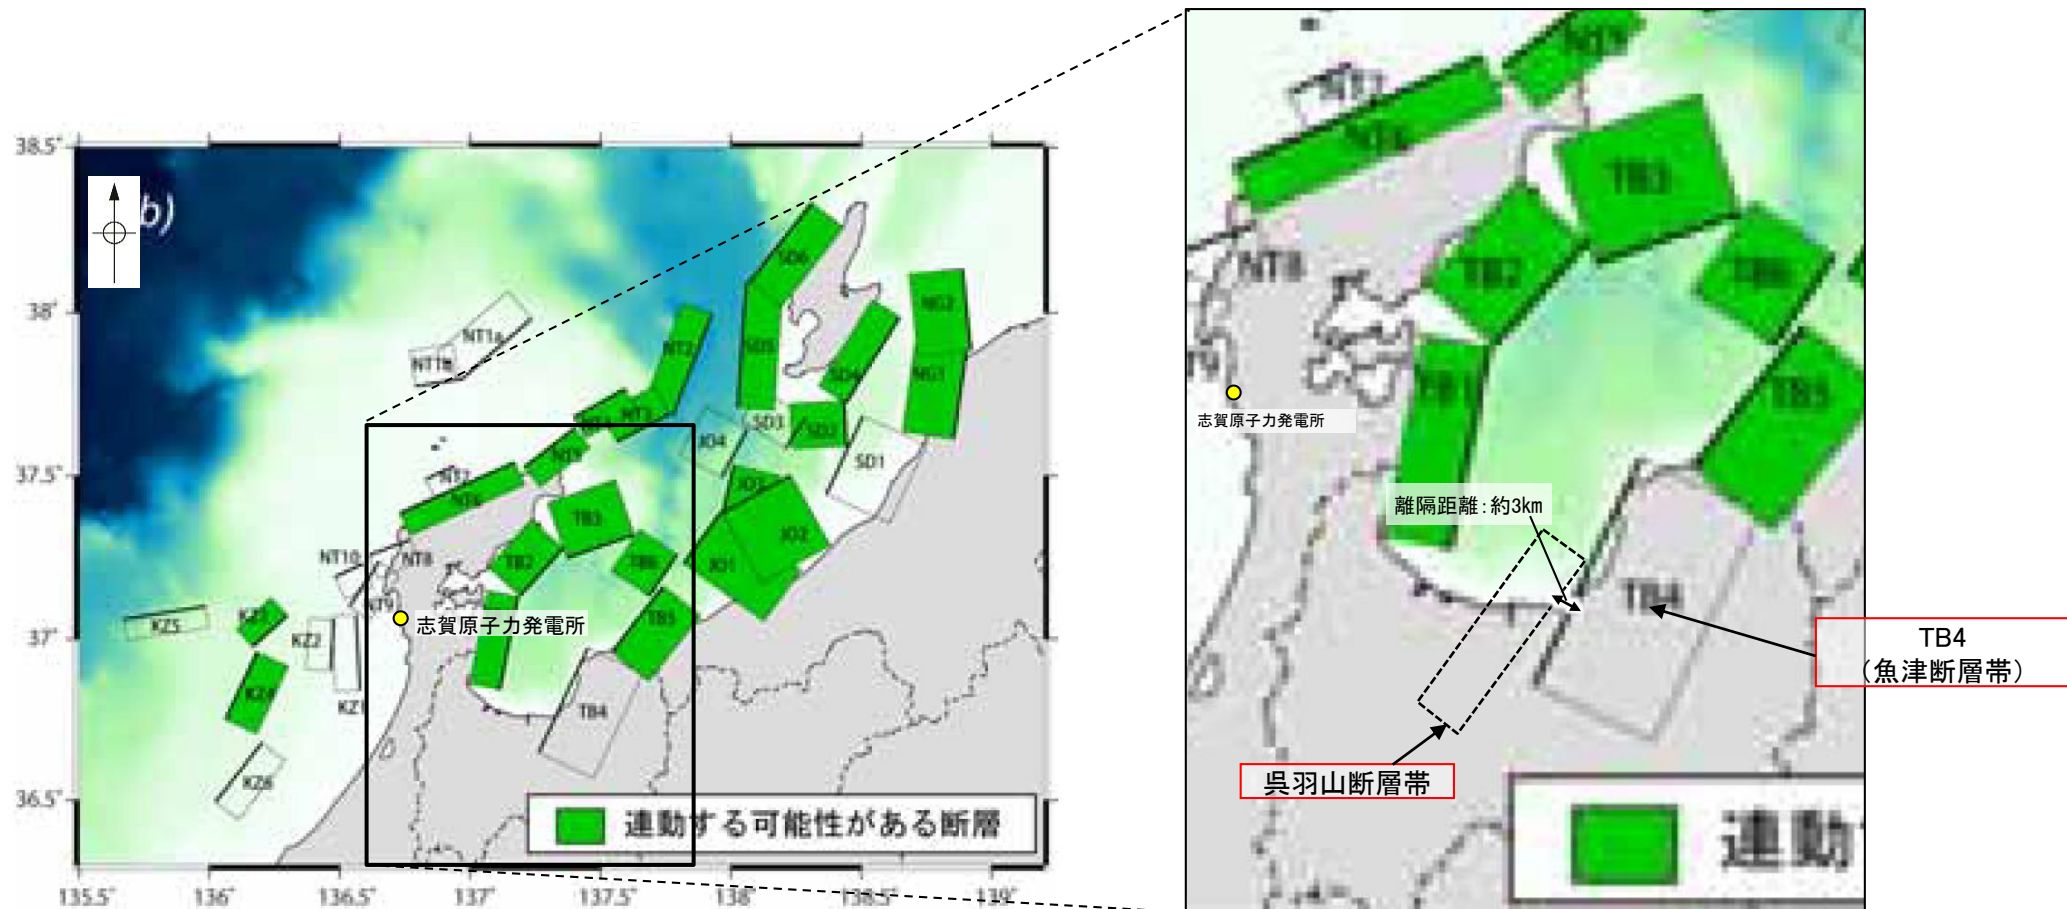 b)
38.5°
38°
37.5°
37°
36.5°
135.5°
136°
136.5°
137°
137.5°
138°
138.5°
139°
SD6
NG2
NT1a
NT1b
NT2
SD5
SD4
NG1
NT3
SD3
SD2
JO4
SD1
NT5
NT7
NT6
JO3
TB3
JO2
NT10
NT8
TB2
TB6
JO1
NT9
志賀原子力発電所
KZ5
KZ3
KZ2
TB5
KZ4
KZ1
TB4
KZ6
連動する可能性がある断層
NT5
NT7
NT6
TB3
NT8
TB2
TB6
TB1
TB5
志賀原子力発電所
離隔距離：約3km
TB4
TB4
（魚津断層帯）
呉羽山断層帯
連動